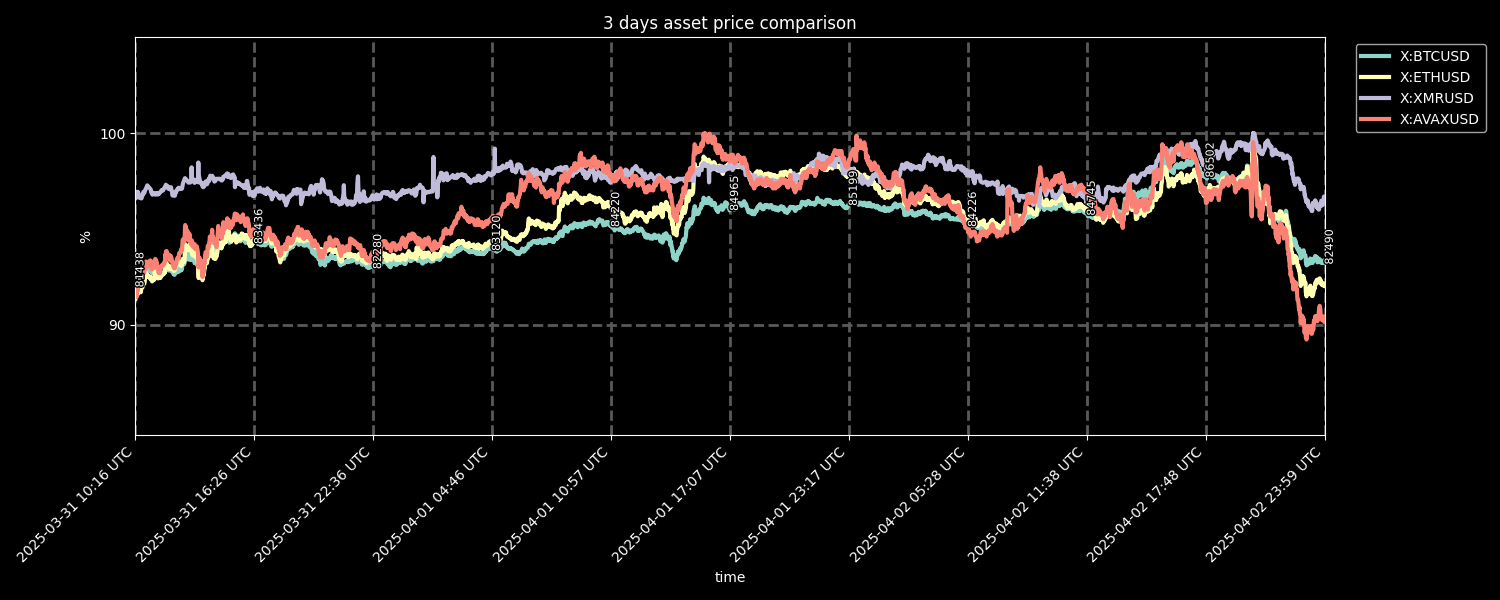 3 days asset price comparison
X:BTCUSD
X:ETHUSD
X:XMRUSD
X:AVAXUSD
100
90
%
81438
83436
82280
83120
84220
84965
84226
84745
86502
82490
2025-03-31 10:16 UTC
2025-03-31 16:26 UTC
2025-03-31 22:36 UTC
2025-04-01 04:46 UTC
2025-04-01 10:57 UTC
2025-04-01 17:07 UTC
2025-04-01 23:17 UTC
2025-04-02 05:28 UTC
2025-04-02 11:38 UTC
2025-04-02 17:48 UTC
2025-04-02 23:59 UTC
time